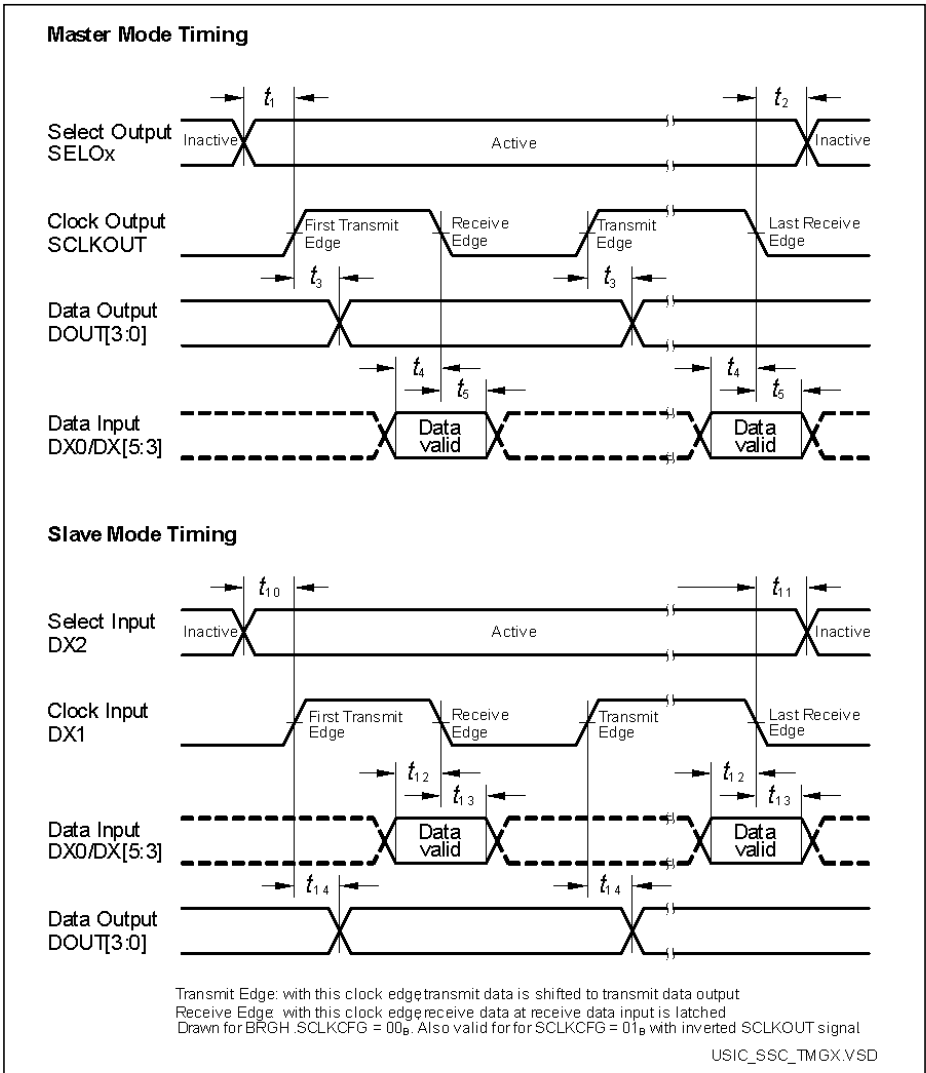 Master Mode Timing
t1
t2
Select Output
SELOx
Inactive
Active
Inactive
Clock Output
SCLKOUT
First Transmit
Edge
Receive
Edge
Transmit
Edge
Last Receive
Edge
t3
t3
Data Output
DOUT[3:0]
t4
t5
t4
t5
Data Input
DX0/DX[5:3]
Data
valid
Data
valid
Slave Mode Timing
t10
t11
Select Input
DX2
Inactive
Active
Inactive
Clock Input
DX1
First Transmit
Edge
Receive
Edge
Transmit
Edge
Last Receive
Edge
t12
t13
t12
t13
Data Input
DX0/DX[5:3]
Data
valid
Data
valid
t14
t14
Data Output
DOUT[3:0]
Transmit Edge: with this clock edge, transmit data is shifted to transmit data output
Receive Edge: with this clock edge, receive data at receive data input is latched
Drawn for BRGH .SCLKCFG = 00B. Also valid for for SCLKCFG = 01B with inverted SCLKOUT signal
USIC_SSC_TMGX.VSD